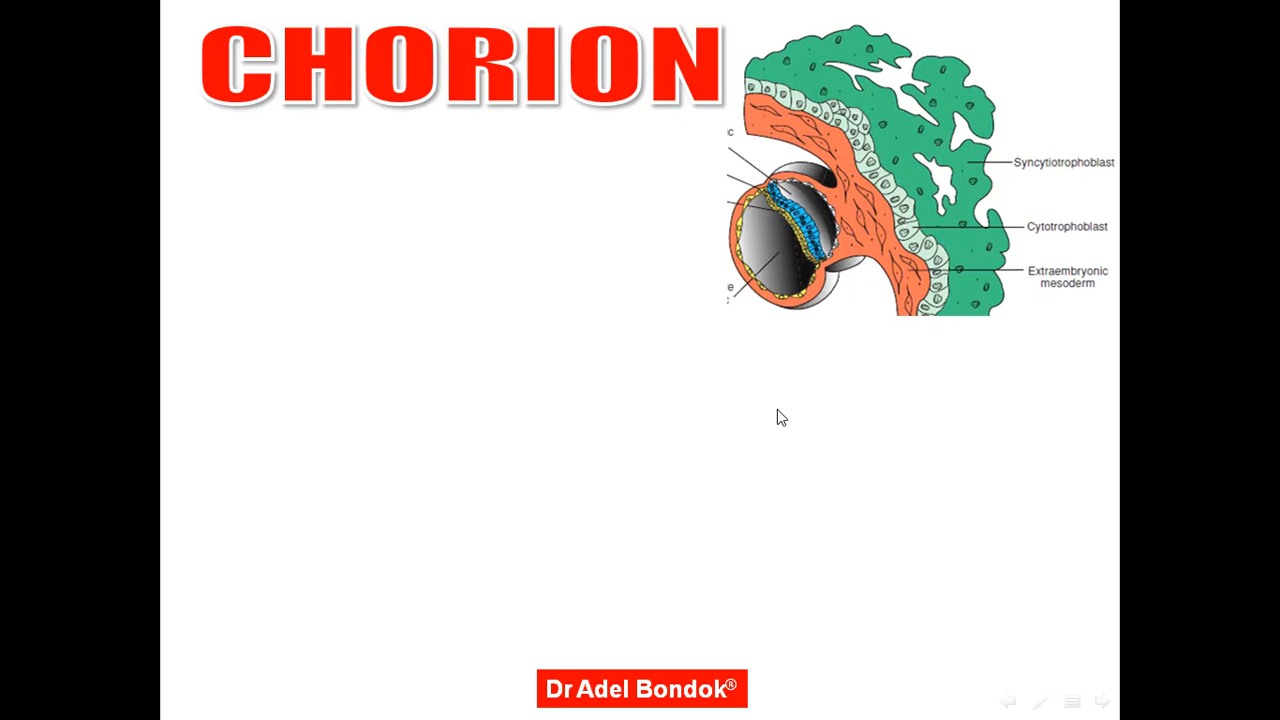 CHORION
c
Syncytiotrophoblast
Cytotrophoblast
Extraembryonic
mesoderm
e
Dr Adel Bondok®